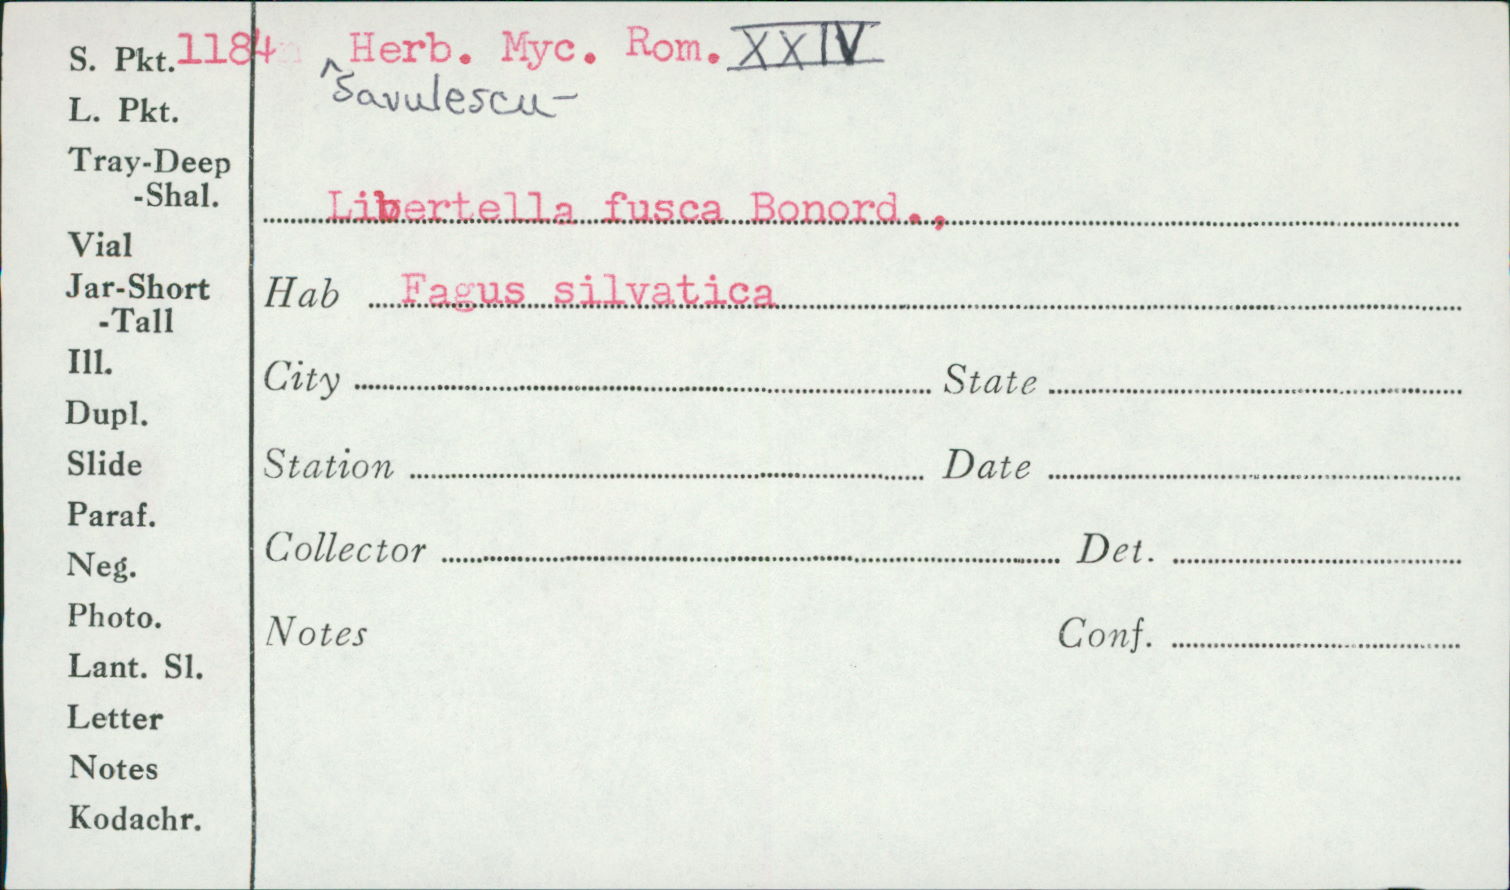 S. Pkt. 1184 Herb. Myc. Rom. XXIV
^Savulescu-
L. Pkt.
Tray-Deep
-Shal.
Libertella fusca Bonord.,
Vial
Jar-Short
-Tall
Hab Fagus silvatica
Ill.
City State
Dupl.
Slide
Station Date
Paraf.
Collector Det.
Neg.
Photo.
Notes Conf.
Lant. Sl.
Letter
Notes
Kodachr.